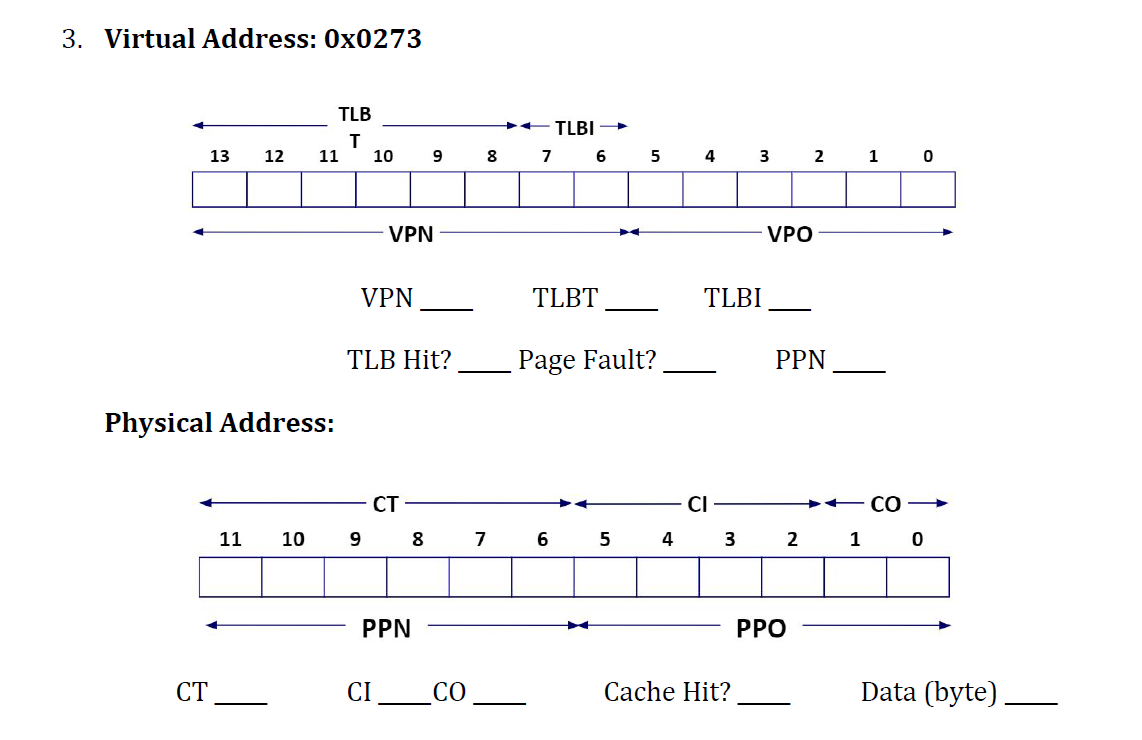 3. Virtual Address: 0x0273
TLB
T
TLBI
13 12 11 10 9 8 7 6 5 4 3 2 1 0
VPN VPO
VPN ____ TLBT ____ TLBI ___
TLB Hit? ____ Page Fault? ____ PPN ____
Physical Address:
CT CI CO
11 10 9 8 7 6 5 4 3 2 1 0
PPN PPO
CT ____ CI ____CO ____ Cache Hit? ____ Data (byte) ____